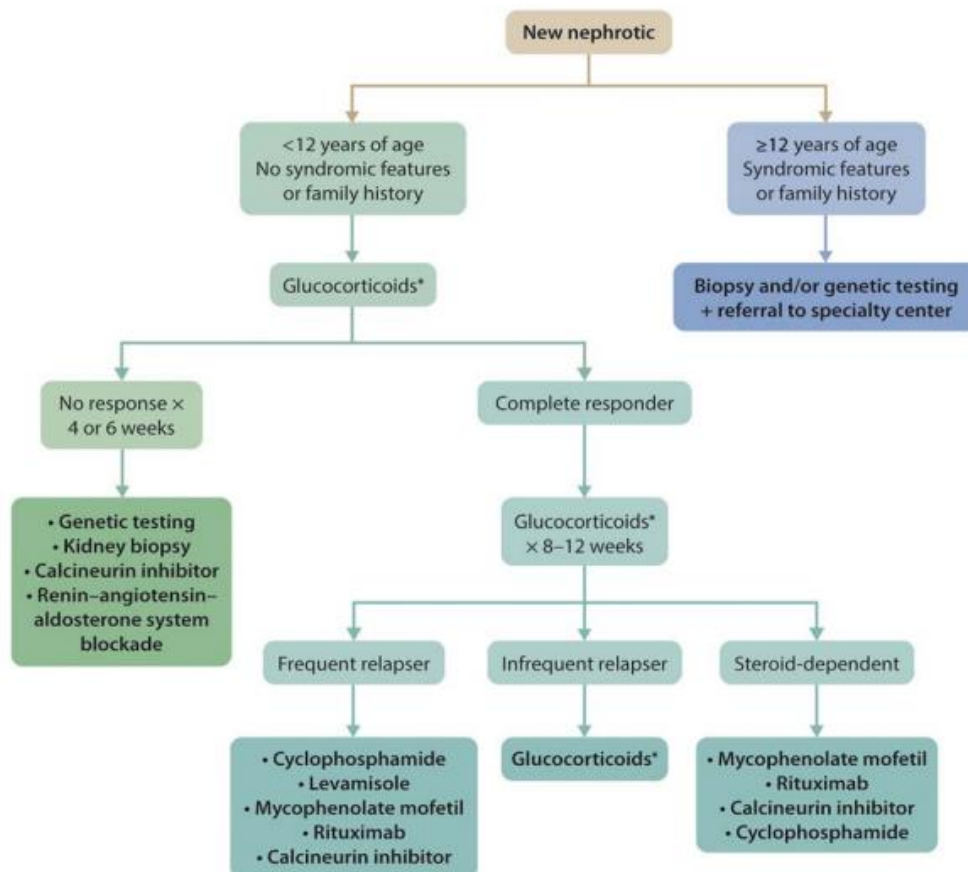 New nephrotic
<12 years of age
No syndromic features
or family history
≥12 years of age
Syndromic features
or family history
Glucocorticoids*
Biopsy and/or genetic testing
+ referral to specialty center
No response ×
4 or 6 weeks
Complete responder
• Genetic testing
• Kidney biopsy
• Calcineurin inhibitor
• Renin–angiotensin–
aldosterone system
blockade
Glucocorticoids*
× 8–12 weeks
Frequent relapser
Infrequent relapser
Steroid-dependent
• Cyclophosphamide
• Levamisole
• Mycophenolate mofetil
• Rituximab
• Calcineurin inhibitor
Glucocorticoids*
• Mycophenolate mofetil
• Rituximab
• Calcineurin inhibitor
• Cyclophosphamide